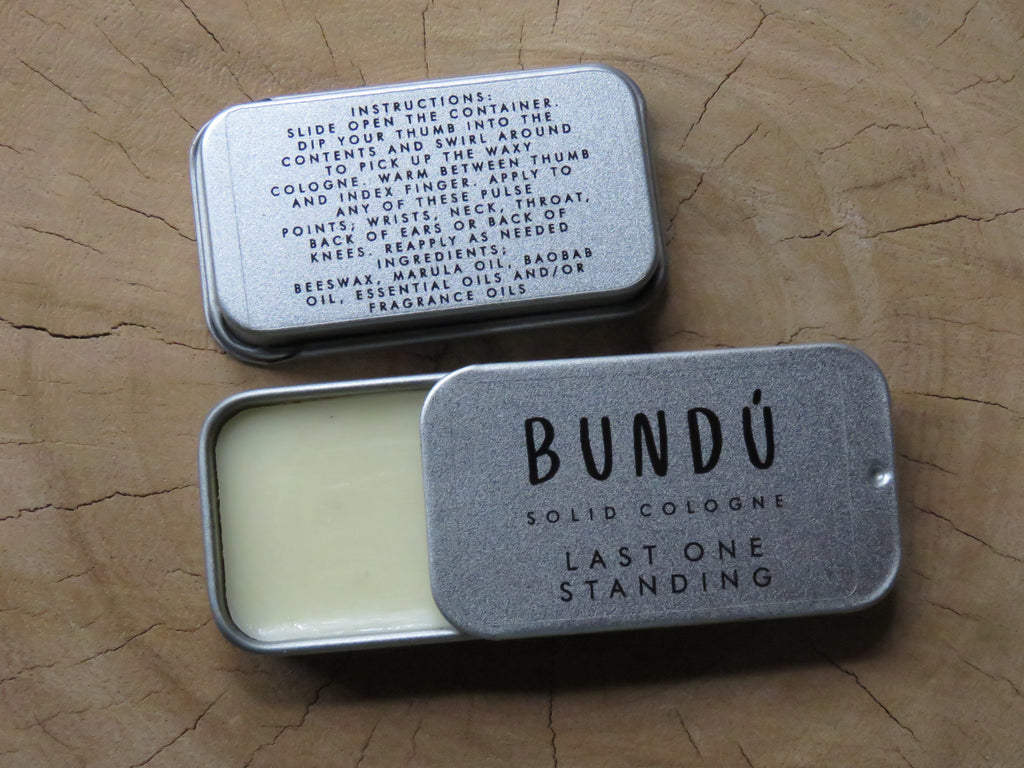 INSTRUCTIONS:
SLIDE OPEN THE CONTAINER.
DIP YOUR THUMB INTO THE
CONTENTS AND SWIRL AROUND
TO PICK UP THE WAXY
COLOGNE. WARM BETWEEN THUMB
AND INDEX FINGER. APPLY TO
ANY OF THESE PULSE
POINTS; WRISTS, NECK, THROAT,
BACK OF EARS OR BACK OF
KNEES. REAPPLY AS NEEDED
INGREDIENTS;
BEESWAX, MARULA OIL, BAOBAB
OIL, ESSENTIAL OILS AND/OR
FRAGRANCE OILS
BUNDÚ
SOLID COLOGNE
LAST ONE
STANDING